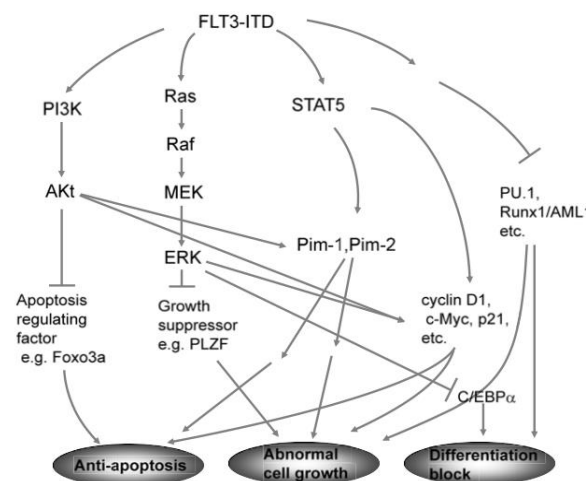 FLT3-ITD
PI3K
Ras
STAT5
Raf
AKt
MEK
PU.1,
Runx1/AML1
etc.
Pim-1,Pim-2
ERK
Apoptosis
regulating
factor
e.g. Foxo3a
Growth
suppressor
e.g. PLZF
cyclin D1,
c-Myc, p21,
etc.
C/EBPα
Anti-apoptosis
Abnormal
cell growth
Differentiation
block